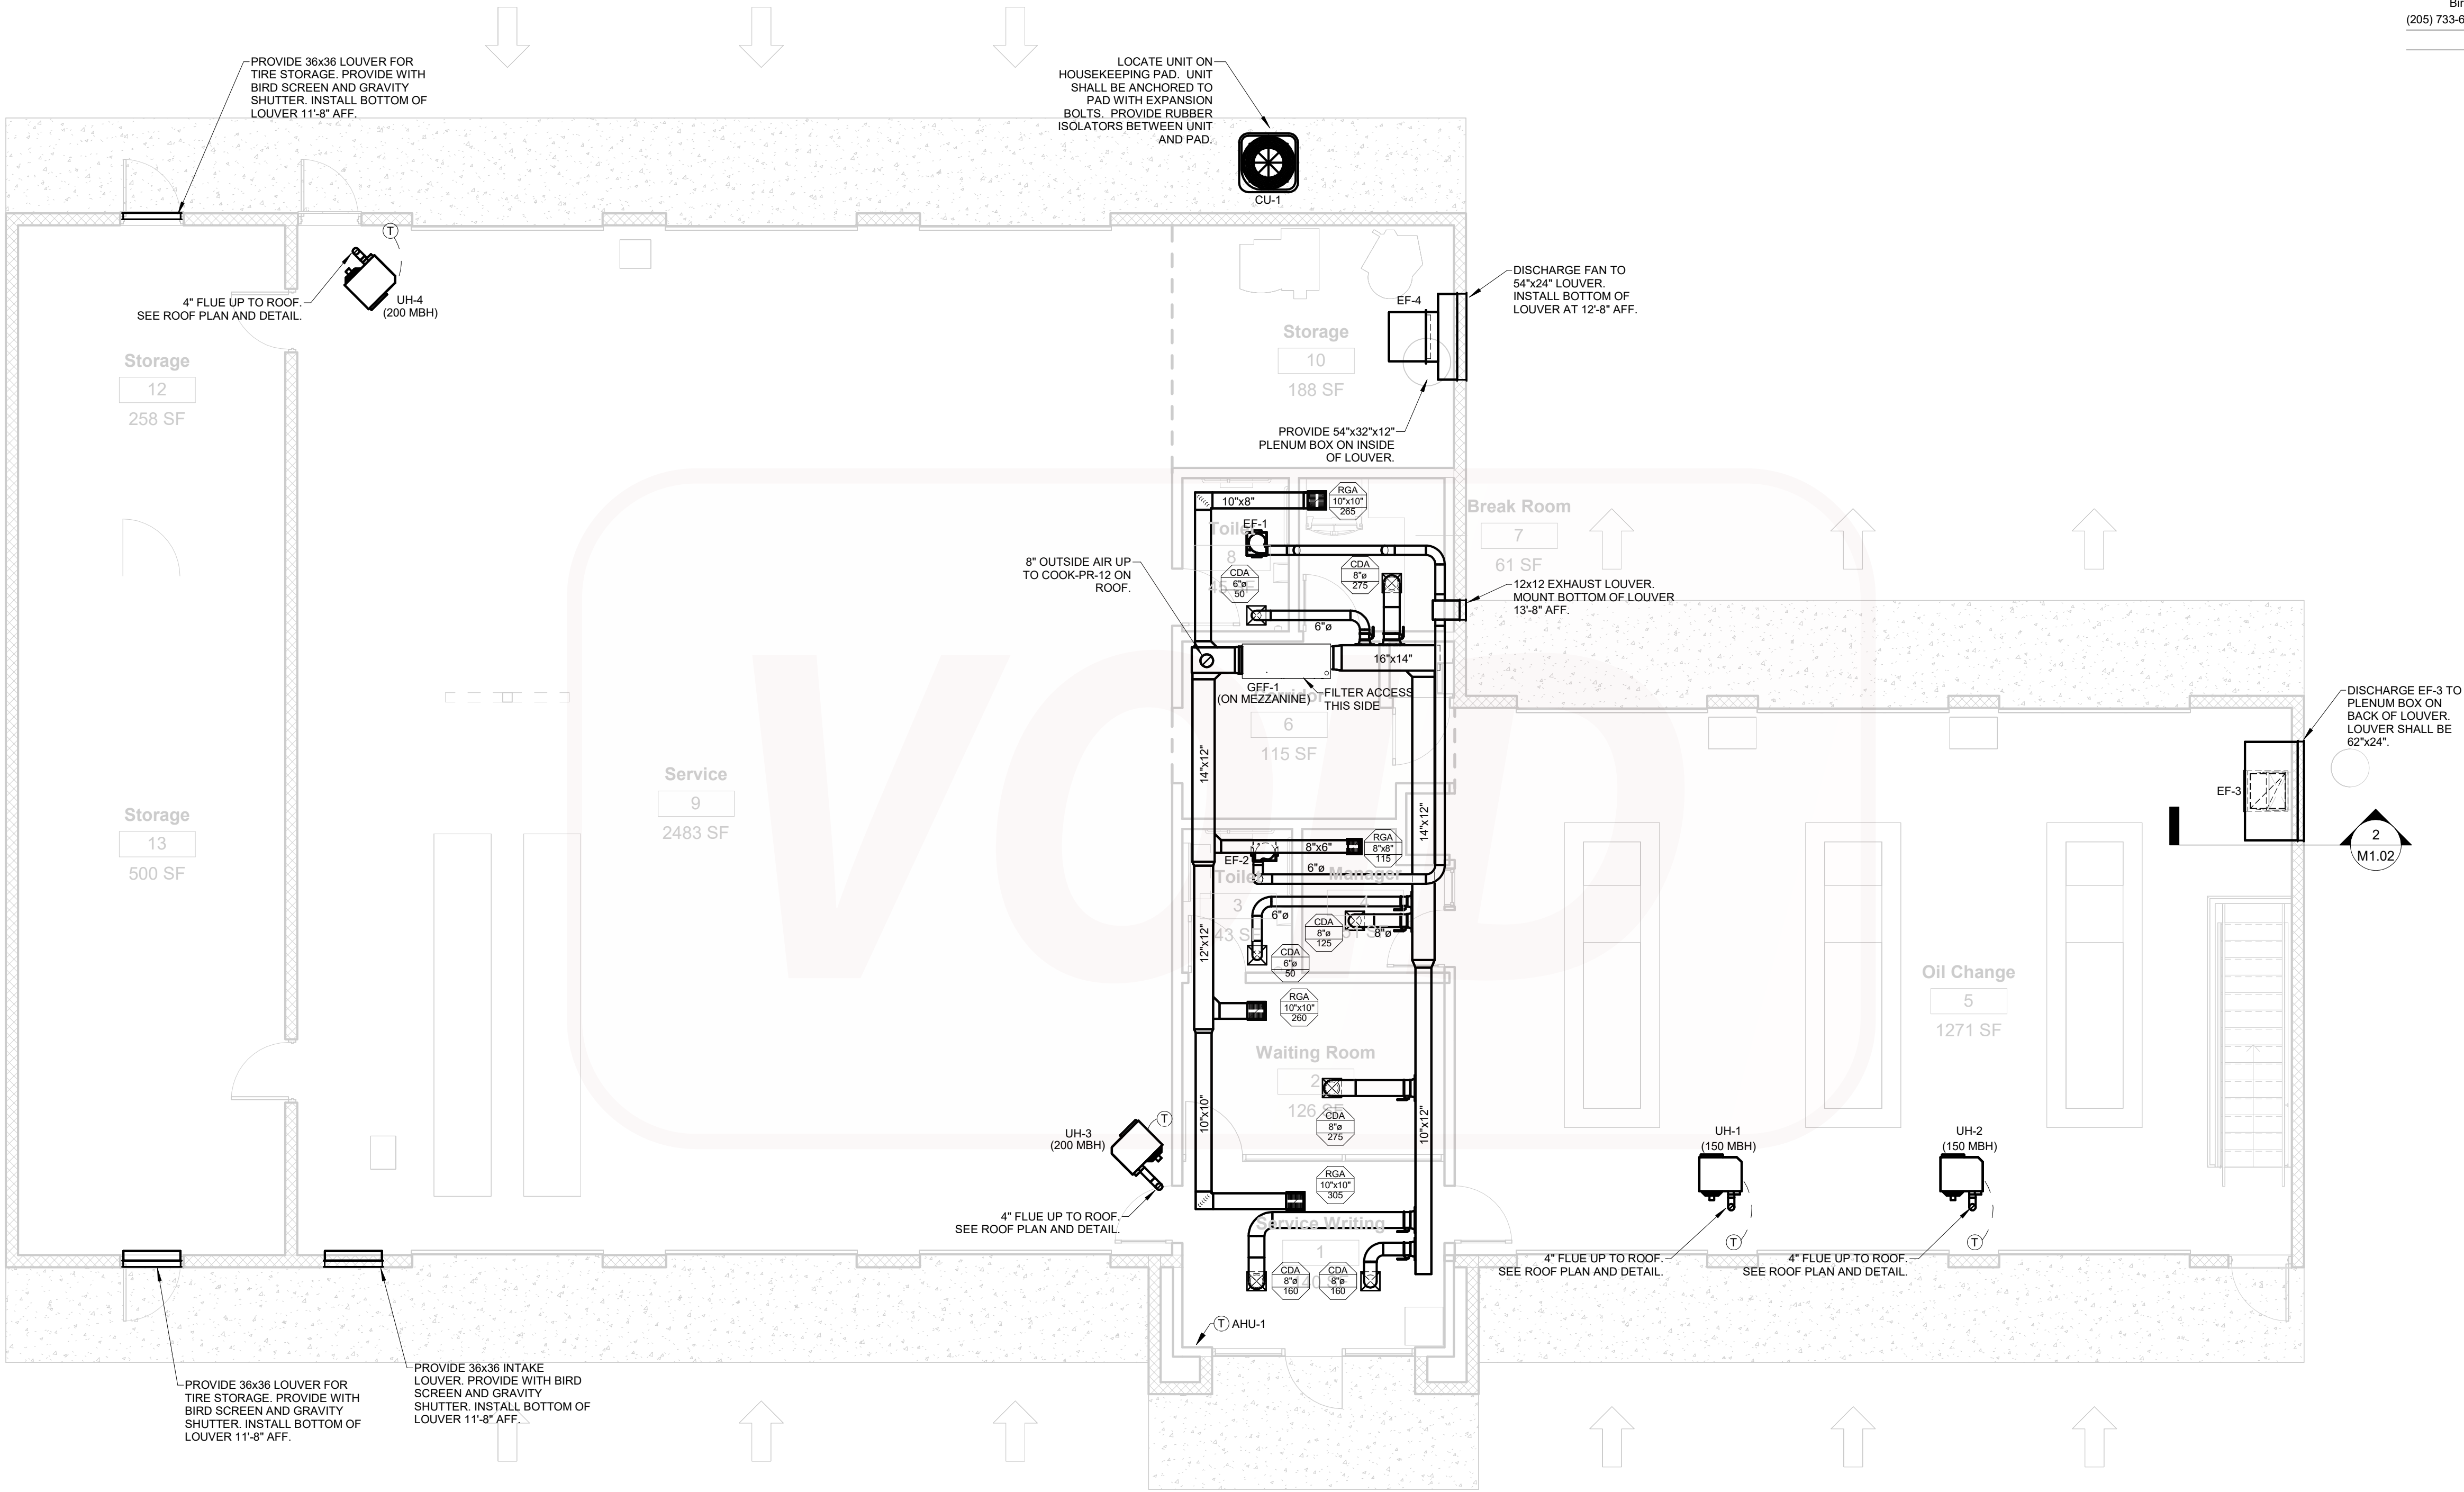 Bir
(205) 733-6
PROVIDE 36x36 LOUVER FOR
TIRE STORAGE. PROVIDE WITH
BIRD SCREEN AND GRAVITY
SHUTTER. INSTALL BOTTOM OF
LOUVER 11'-8" AFF.
LOCATE UNIT ON
HOUSEKEEPING PAD.  UNIT
SHALL BE ANCHORED TO
PAD WITH EXPANSION
BOLTS.  PROVIDE RUBBER
ISOLATORS BETWEEN UNIT
AND PAD.
CU-1
T
4" FLUE UP TO ROOF.
SEE ROOF PLAN AND DETAIL.
UH-4
(200 MBH)
DISCHARGE FAN TO
54"x24" LOUVER.
INSTALL BOTTOM OF
LOUVER AT 12'-8" AFF.
EF-4
Storage
10
188 SF
PROVIDE 54"x32"x12"
PLENUM BOX ON INSIDE
OF LOUVER.
Storage
12
258 SF
10"x8"
RGA
10"x10"
265
Break Room
7
61 SF
Toilet
8
EF-1
CDA
6"ø
50
CDA
8"ø
275
8" OUTSIDE AIR UP
TO COOK-PR-12 ON
ROOF.
12x12 EXHAUST LOUVER.
MOUNT BOTTOM OF LOUVER
13'-8" AFF.
6"ø
16"x14"
GFF-1
(ON MEZZANINE)
FILTER ACCESS
THIS SIDE
6
115 SF
14"x12"
14"x12"
DISCHARGE EF-3 TO
PLENUM BOX ON
BACK OF LOUVER.
LOUVER SHALL BE
62"x24".
EF-3
2
M1.02
Service
9
2483 SF
Storage
13
500 SF
VOID
RGA
8"x8"
115
8"x6"
EF-2
6"ø
Toilet
3
43 SF
Manager
4
6"ø
CDA
8"ø
125
8"ø
CDA
6"ø
50
12"x12"
RGA
10"x10"
260
Waiting Room
2
126 SF
CDA
8"ø
275
10"x10"
10"x12"
Oil Change
5
1271 SF
UH-3
(200 MBH)
T
4" FLUE UP TO ROOF.
SEE ROOF PLAN AND DETAIL.
RGA
10"x10"
305
Service Writing
1
CDA
8"ø
160
CDA
8"ø
160
T AHU-1
UH-1
(150 MBH)
T
4" FLUE UP TO ROOF.
SEE ROOF PLAN AND DETAIL.
UH-2
(150 MBH)
T
4" FLUE UP TO ROOF.
SEE ROOF PLAN AND DETAIL.
PROVIDE 36x36 LOUVER FOR
TIRE STORAGE. PROVIDE WITH
BIRD SCREEN AND GRAVITY
SHUTTER. INSTALL BOTTOM OF
LOUVER 11'-8" AFF.
PROVIDE 36x36 INTAKE
LOUVER. PROVIDE WITH BIRD
SCREEN AND GRAVITY
SHUTTER. INSTALL BOTTOM OF
LOUVER 11'-8" AFF.